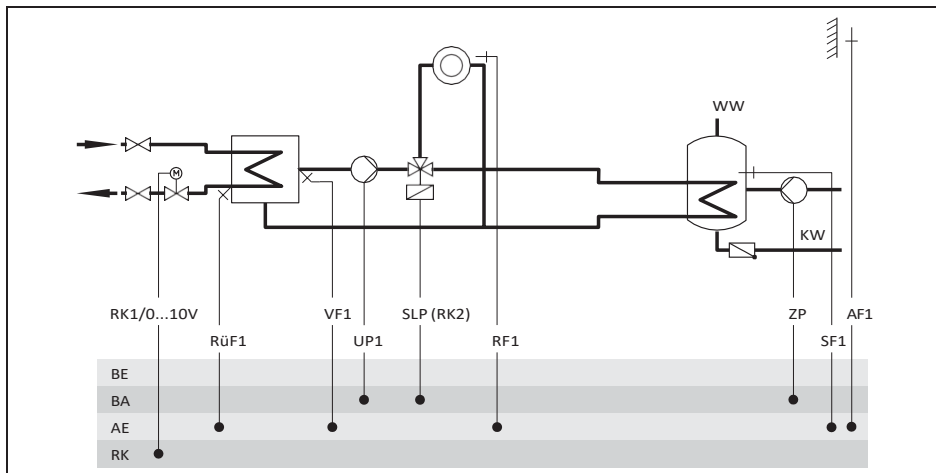 WW
M
KW
RK1/0...10V VF1 SLP (RK2) ZP AF1
RüF1 UP1 RF1 SF1
BE
BA
AE
RK